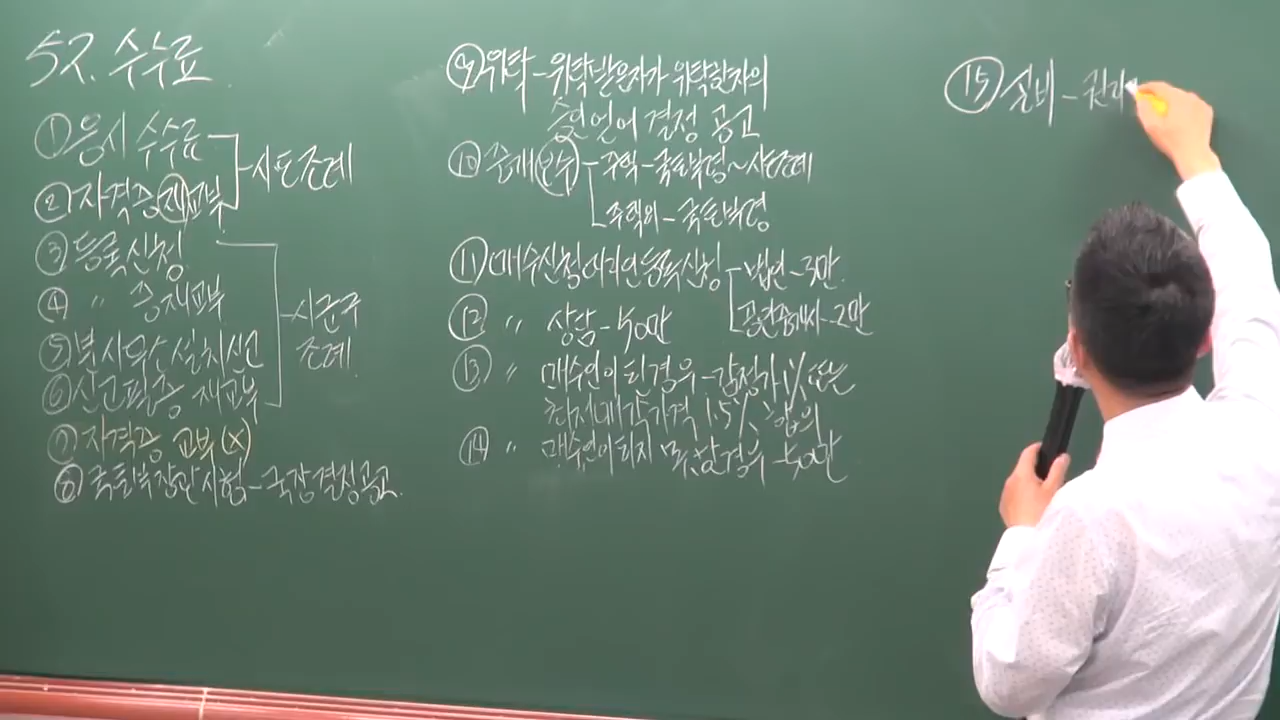 57. 수수료
① 응시 수수료
② 자격증 재교부
시도조례
③ 등록신청
④ 〃 증재교부
⑤ 분사무소 설치신고
⑥ 신고필증 재교부
시군구
조례
⑦ 자격증 교부(X)
⑧ 국토부장관시험 - 국장결정공고
⑨ 위탁 - 위탁받은자가 위탁한자의
승인얻어 결정 공고
⑩ 중개보수 - 주택 - 국토부령~시도조례
주택외 - 국토부령
⑪ 매수신청대리인등록신청 - 법인 - 3만
공인중개사 - 2만
⑫ 〃 상담 - 50만
⑬ 〃 매수인이 된 경우 - 감정가 1% 또는
최저매각가격 1.5%
⑭ 〃 매수인이 되지 못한경우 - 50만
⑮ 실비 - 권리